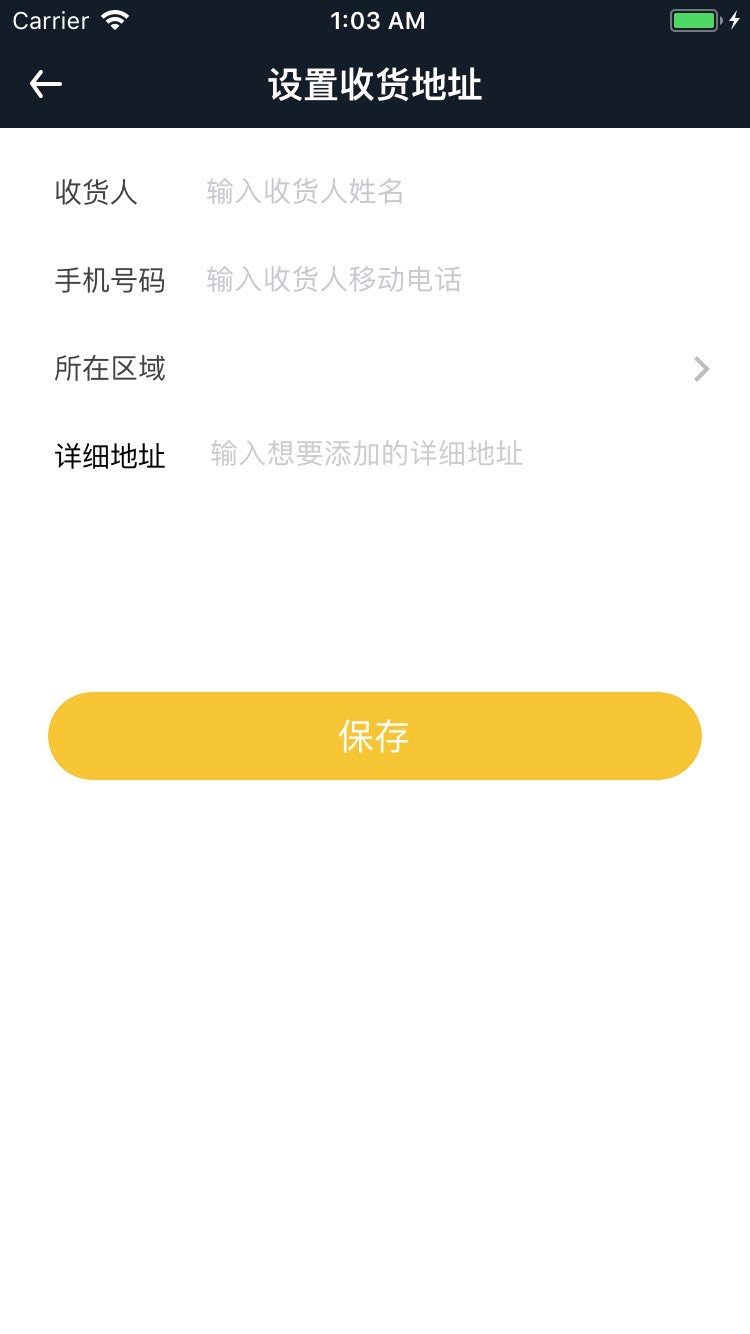 Carrier 1:03 AM
设置收货地址
收货人 输入收货人姓名
手机号码 输入收货人移动电话
所在区域
详细地址 输入想要添加的详细地址
保存